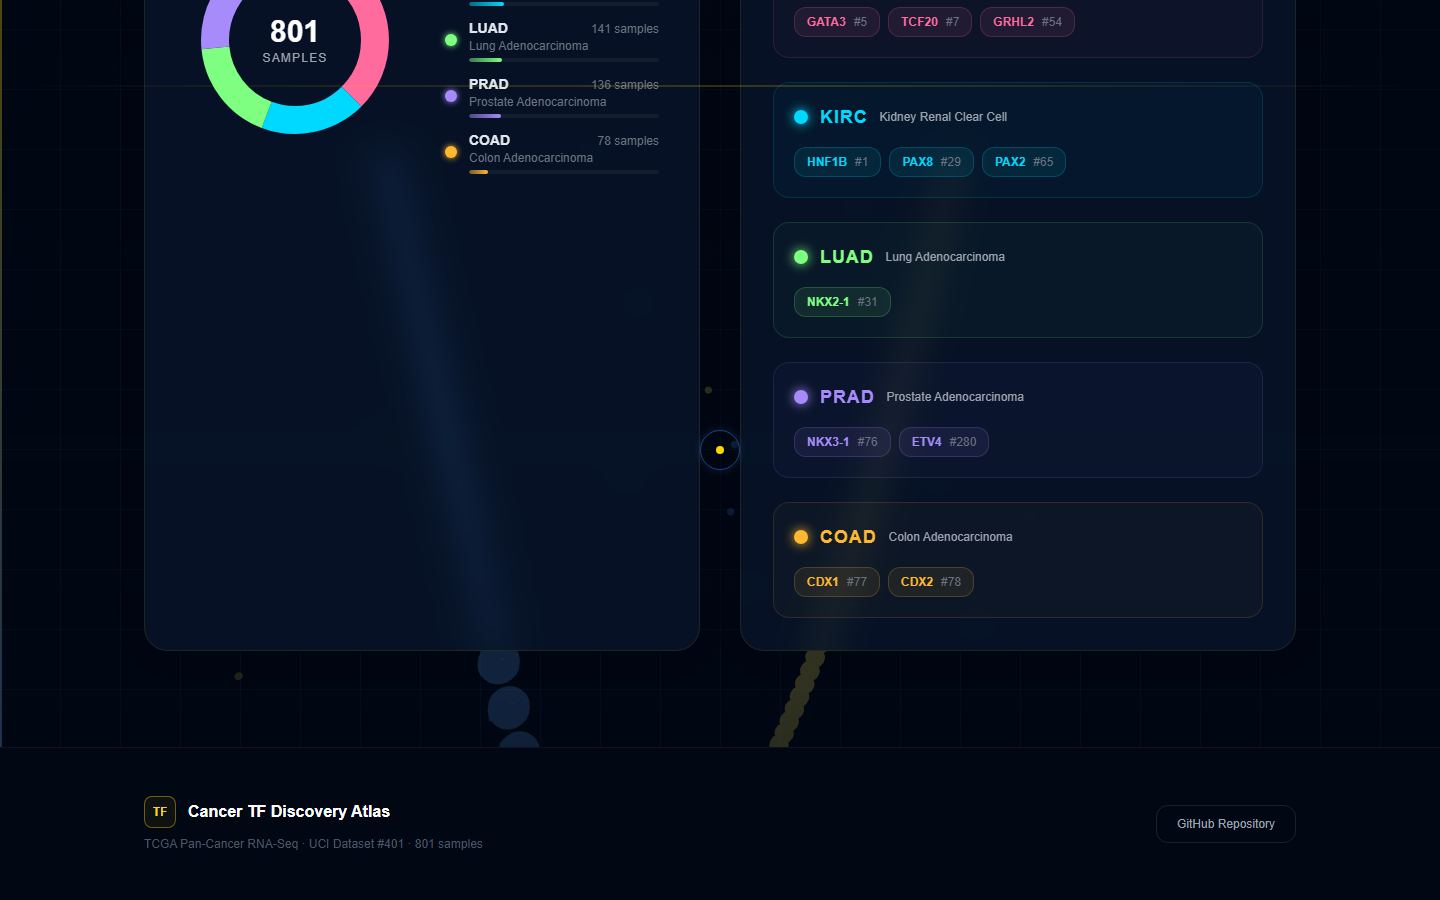 801
SAMPLES
LUAD 141 samples
Lung Adenocarcinoma
PRAD 136 samples
Prostate Adenocarcinoma
COAD 78 samples
Colon Adenocarcinoma
GATA3 #5 TCF20 #7 GRHL2 #54
KIRC Kidney Renal Clear Cell
HNF1B #1 PAX8 #29 PAX2 #65
LUAD Lung Adenocarcinoma
NKX2-1 #31
PRAD Prostate Adenocarcinoma
NKX3-1 #76 ETV4 #280
COAD Colon Adenocarcinoma
CDX1 #77 CDX2 #78
TF Cancer TF Discovery Atlas
TCGA Pan-Cancer RNA-Seq · UCI Dataset #401 · 801 samples
GitHub Repository